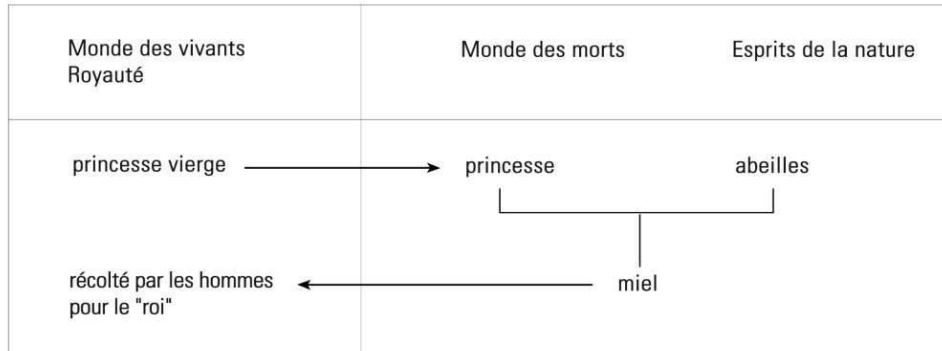 Monde des vivants
Royauté
Monde des morts
Esprits de la nature
princesse vierge
princesse
abeilles
récolté par les hommes
pour le "roi"
miel